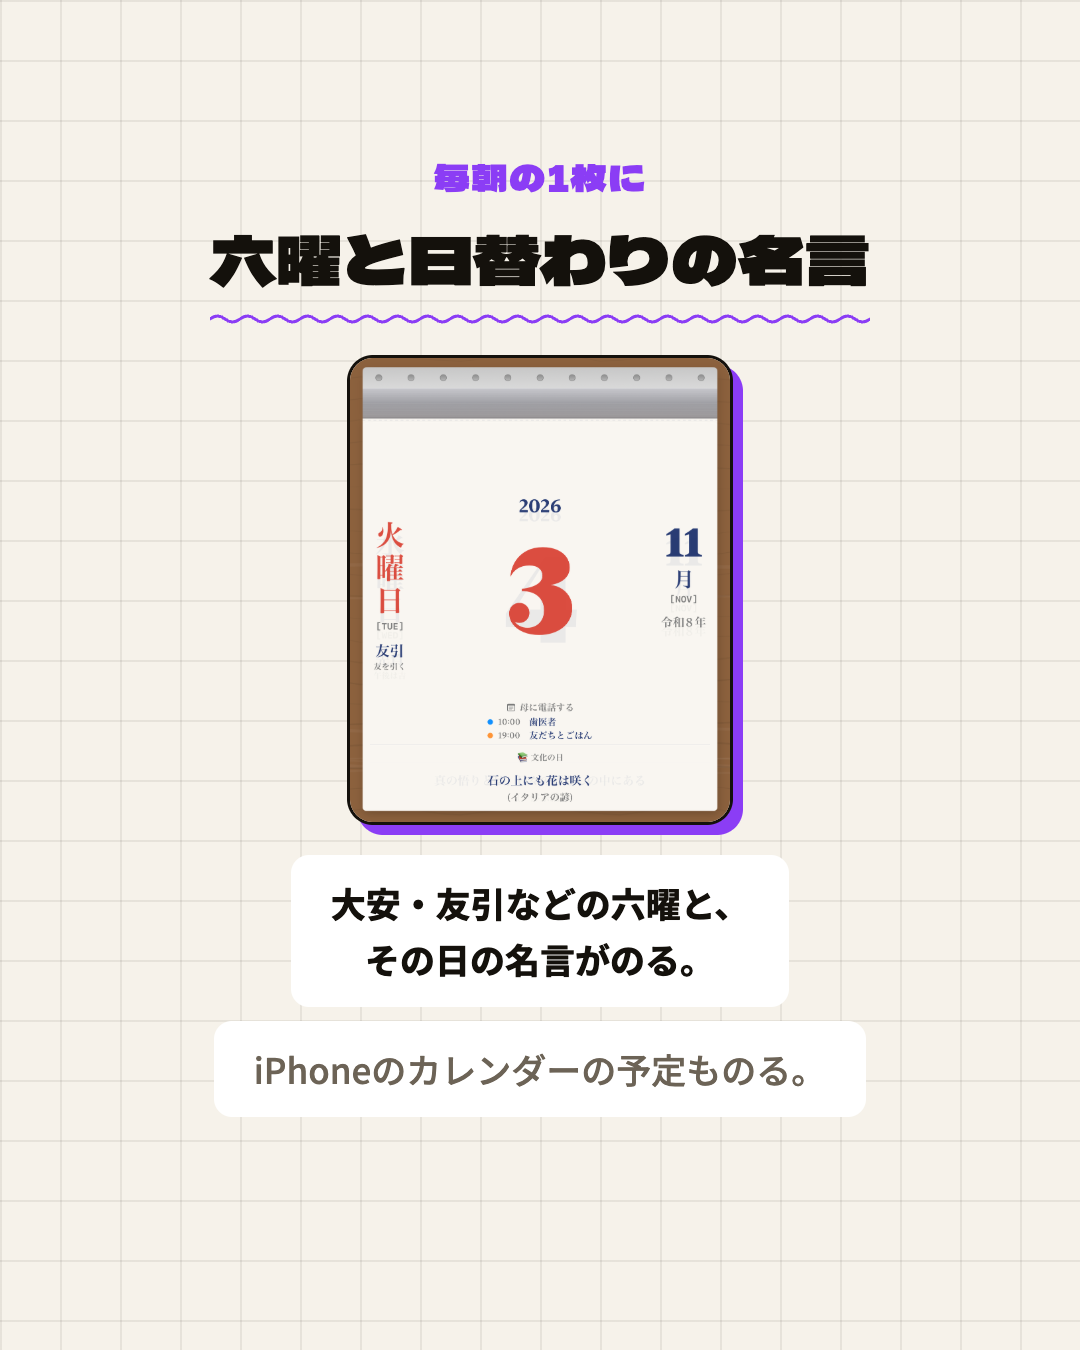 毎朝の1枚に
六曜と日替わりの名言
2026
火曜日
[TUE]
友引
友を引く
3
11
月
[NOV]
令和8年
母に電話する
10:00 歯医者
19:00 友だちとごはん
文化の日
石の上にも花は咲く
(イタリアの諺)
大安・友引などの六曜と、
その日の名言がのる。
iPhoneのカレンダーの予定ものる。